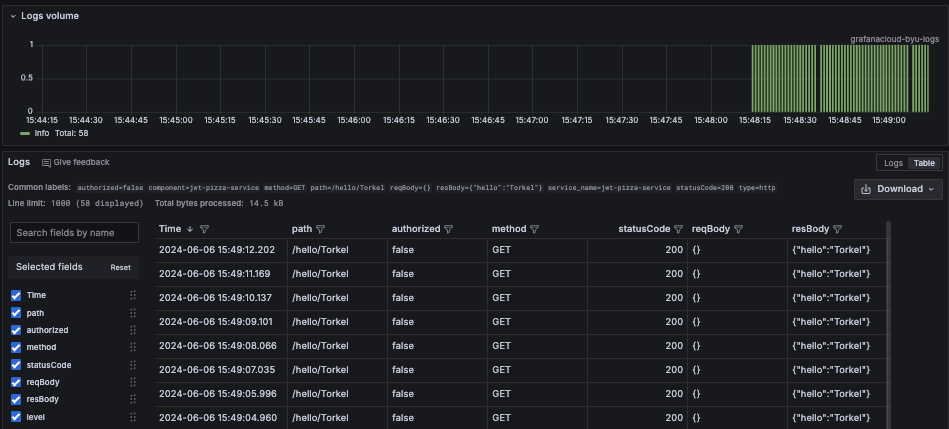 Logs volume
grafanacloud-byu-logs
1
0.5
0
15:44:15 15:44:30 15:44:45 15:45:00 15:45:15 15:45:30 15:45:45 15:46:00 15:46:15 15:46:30 15:46:45 15:47:00 15:47:15 15:47:30 15:47:45 15:48:00 15:48:15 15:48:30 15:48:45 15:49:00
info Total: 58
Logs Give feedback Logs Table
Common labels: authorized=false component=jwt-pizza-service method=GET path=/hello/Torkel reqBody={} resBody={"hello":"Torkel"} service_name=jwt-pizza-service statusCode=200 type=http
Download
Line limit: 1000 (58 displayed) Total bytes processed: 14.5 kB
Search fields by name
Selected fields Reset
Time
path
authorized
method
statusCode
reqBody
resBody
level
Time path authorized method statusCode reqBody resBody
2024-06-06 15:49:12.202 /hello/Torkel false GET 200 {} {"hello":"Torkel"}
2024-06-06 15:49:11.169 /hello/Torkel false GET 200 {} {"hello":"Torkel"}
2024-06-06 15:49:10.137 /hello/Torkel false GET 200 {} {"hello":"Torkel"}
2024-06-06 15:49:09.101 /hello/Torkel false GET 200 {} {"hello":"Torkel"}
2024-06-06 15:49:08.066 /hello/Torkel false GET 200 {} {"hello":"Torkel"}
2024-06-06 15:49:07.035 /hello/Torkel false GET 200 {} {"hello":"Torkel"}
2024-06-06 15:49:05.996 /hello/Torkel false GET 200 {} {"hello":"Torkel"}
2024-06-06 15:49:04.960 /hello/Torkel false GET 200 {} {"hello":"Torkel"}